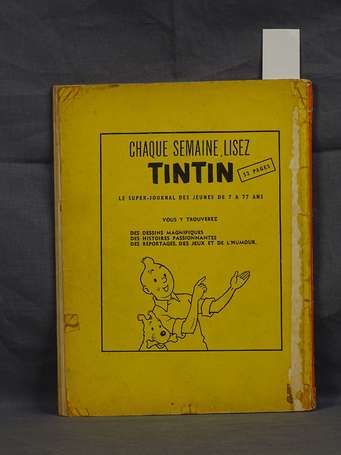 CHAQUE SEMAINE, LISEZ
TINTIN
52 PAGES
LE SUPER-JOURNAL DES JEUNES DE 7 A 77 ANS
VOUS Y TROUVEREZ
DES DESSINS MAGNIFIQUES
DES HISTOIRES PASSIONNANTES
DES REPORTAGES, DES JEUX ET DE L'HUMOUR.